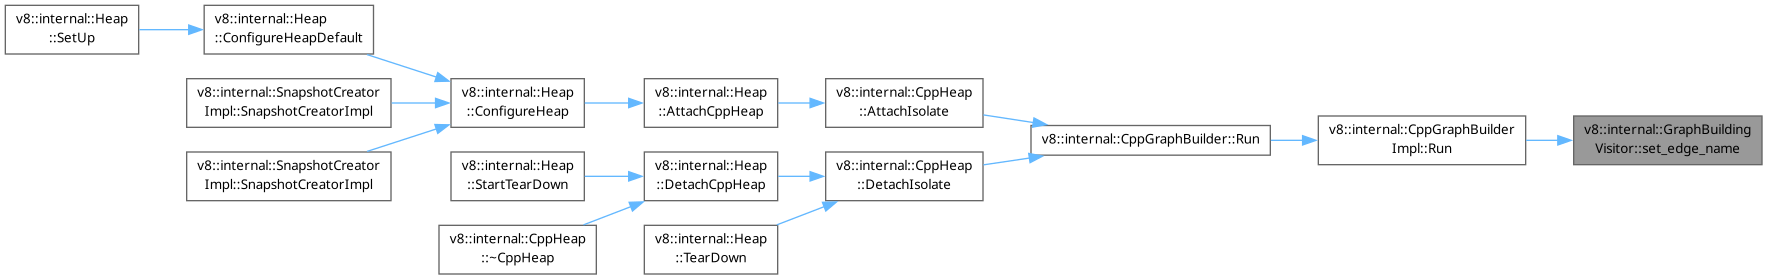 v8::internal::Heap
::SetUp
v8::internal::Heap
::ConfigureHeapDefault
v8::internal::SnapshotCreator
Impl::SnapshotCreatorImpl
v8::internal::SnapshotCreator
Impl::SnapshotCreatorImpl
v8::internal::Heap
::ConfigureHeap
v8::internal::Heap
::StartTearDown
v8::internal::CppHeap
::~CppHeap
v8::internal::Heap
::AttachCppHeap
v8::internal::Heap
::DetachCppHeap
v8::internal::Heap
::TearDown
v8::internal::CppHeap
::AttachIsolate
v8::internal::CppHeap
::DetachIsolate
v8::internal::CppGraphBuilder::Run
v8::internal::CppGraphBuilder
Impl::Run
v8::internal::GraphBuilding
Visitor::set_edge_name